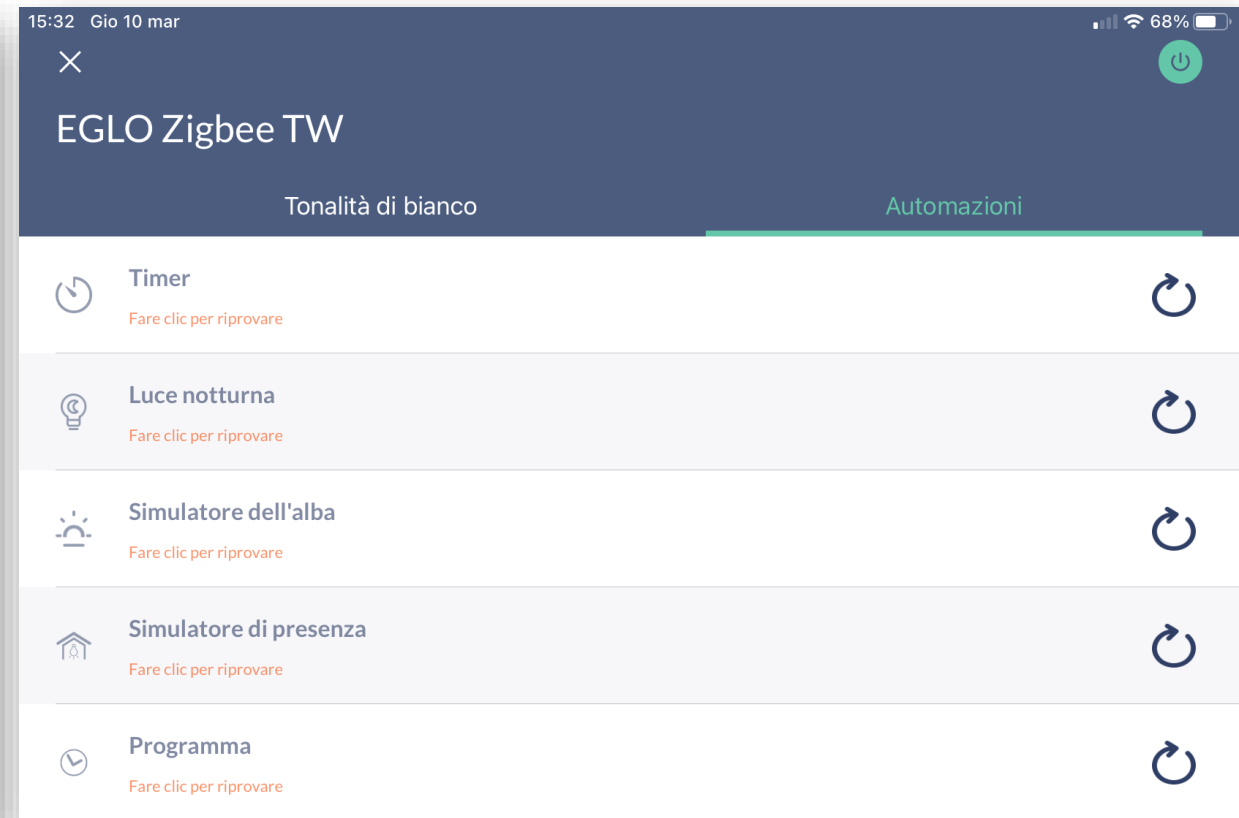 15:32 Gio 10 mar 68%
EGLO Zigbee TW
Tonalità di bianco Automazioni
Timer
Fare clic per riprovare
Luce notturna
Fare clic per riprovare
Simulatore dell'alba
Fare clic per riprovare
Simulatore di presenza
Fare clic per riprovare
Programma
Fare clic per riprovare